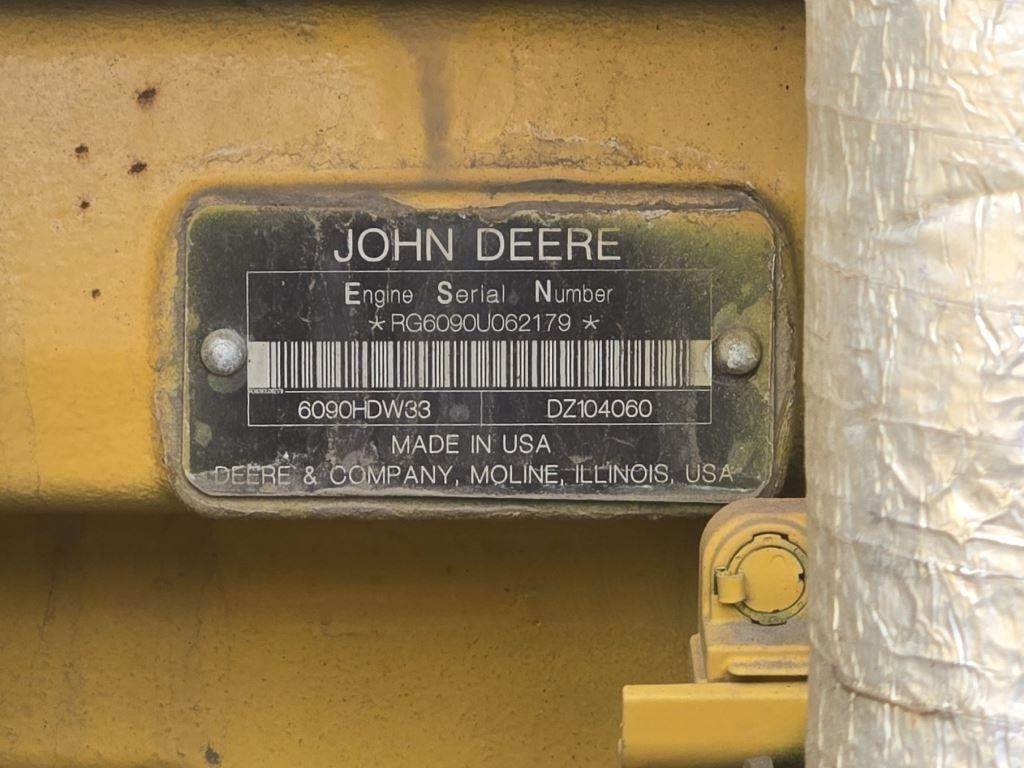 JOHN DEERE
Engine Serial Number
*RG6090U062179*
6090HDW33 DZ104060
MADE IN USA
DEERE & COMPANY, MOLINE, ILLINOIS, USA